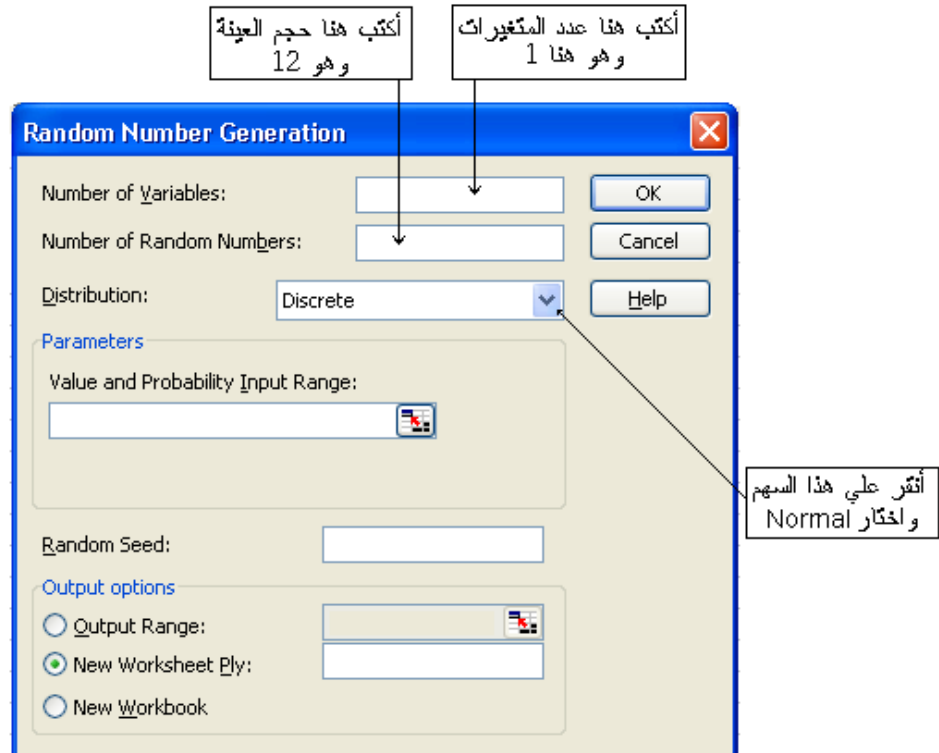 أكتب هنا حجم العينة
وهو 12
أكتب هنا عدد المتغيرات
وهو هنا 1
Random Number Generation
Number of Variables:
OK
Number of Random Numbers:
Cancel
Distribution:
Discrete
Help
Parameters
Value and Probability Input Range:
أنقر علي هذا السهم
واختار Normal
Random Seed:
Output options
Output Range:
New Worksheet Ply:
New Workbook